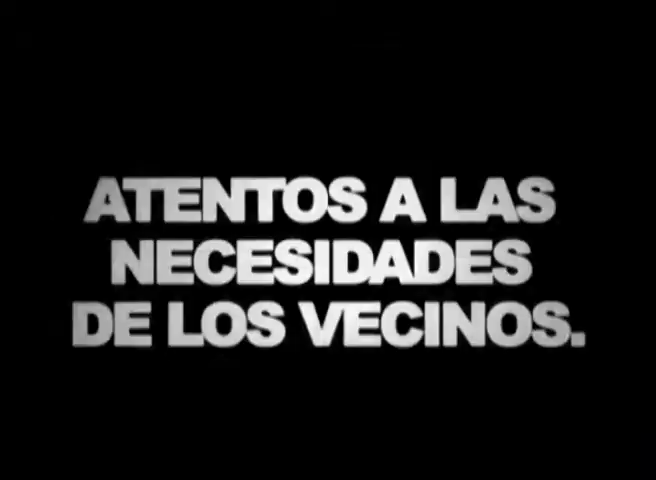 ATENTOS A LAS
NECESIDADES
DE LOS VECINOS.